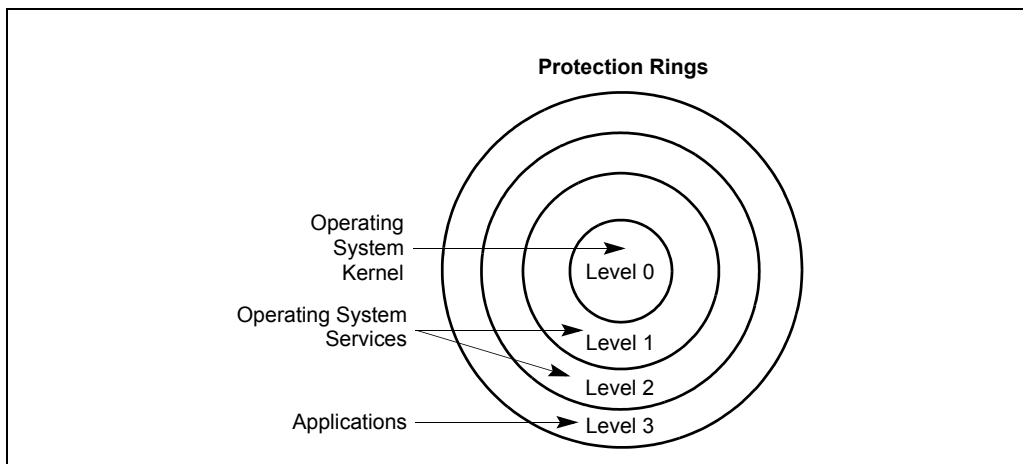 Protection Rings
Operating
System
Kernel
Level 0
Operating System
Services
Level 1
Level 2
Applications
Level 3